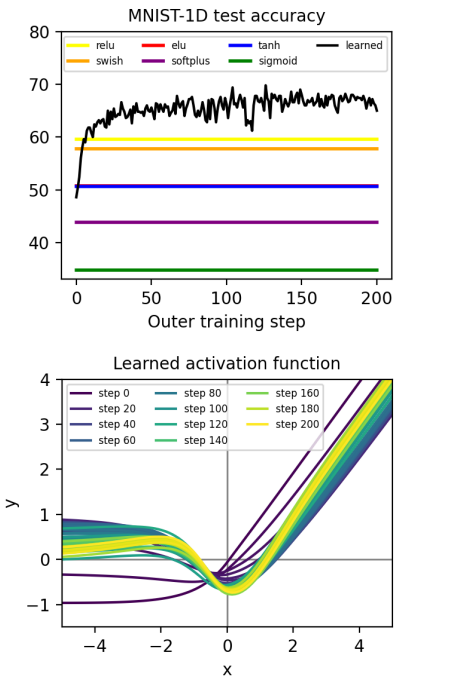 MNIST-1D test accuracy
80
70
60
50
40
relu elu tanh learned
swish softplus sigmoid
0 50 100 150 200
Outer training step
Learned activation function
4
3
2
1
0
−1
y
step 0 step 80 step 160
step 20 step 100 step 180
step 40 step 120 step 200
step 60 step 140
−4 −2 0 2 4
x